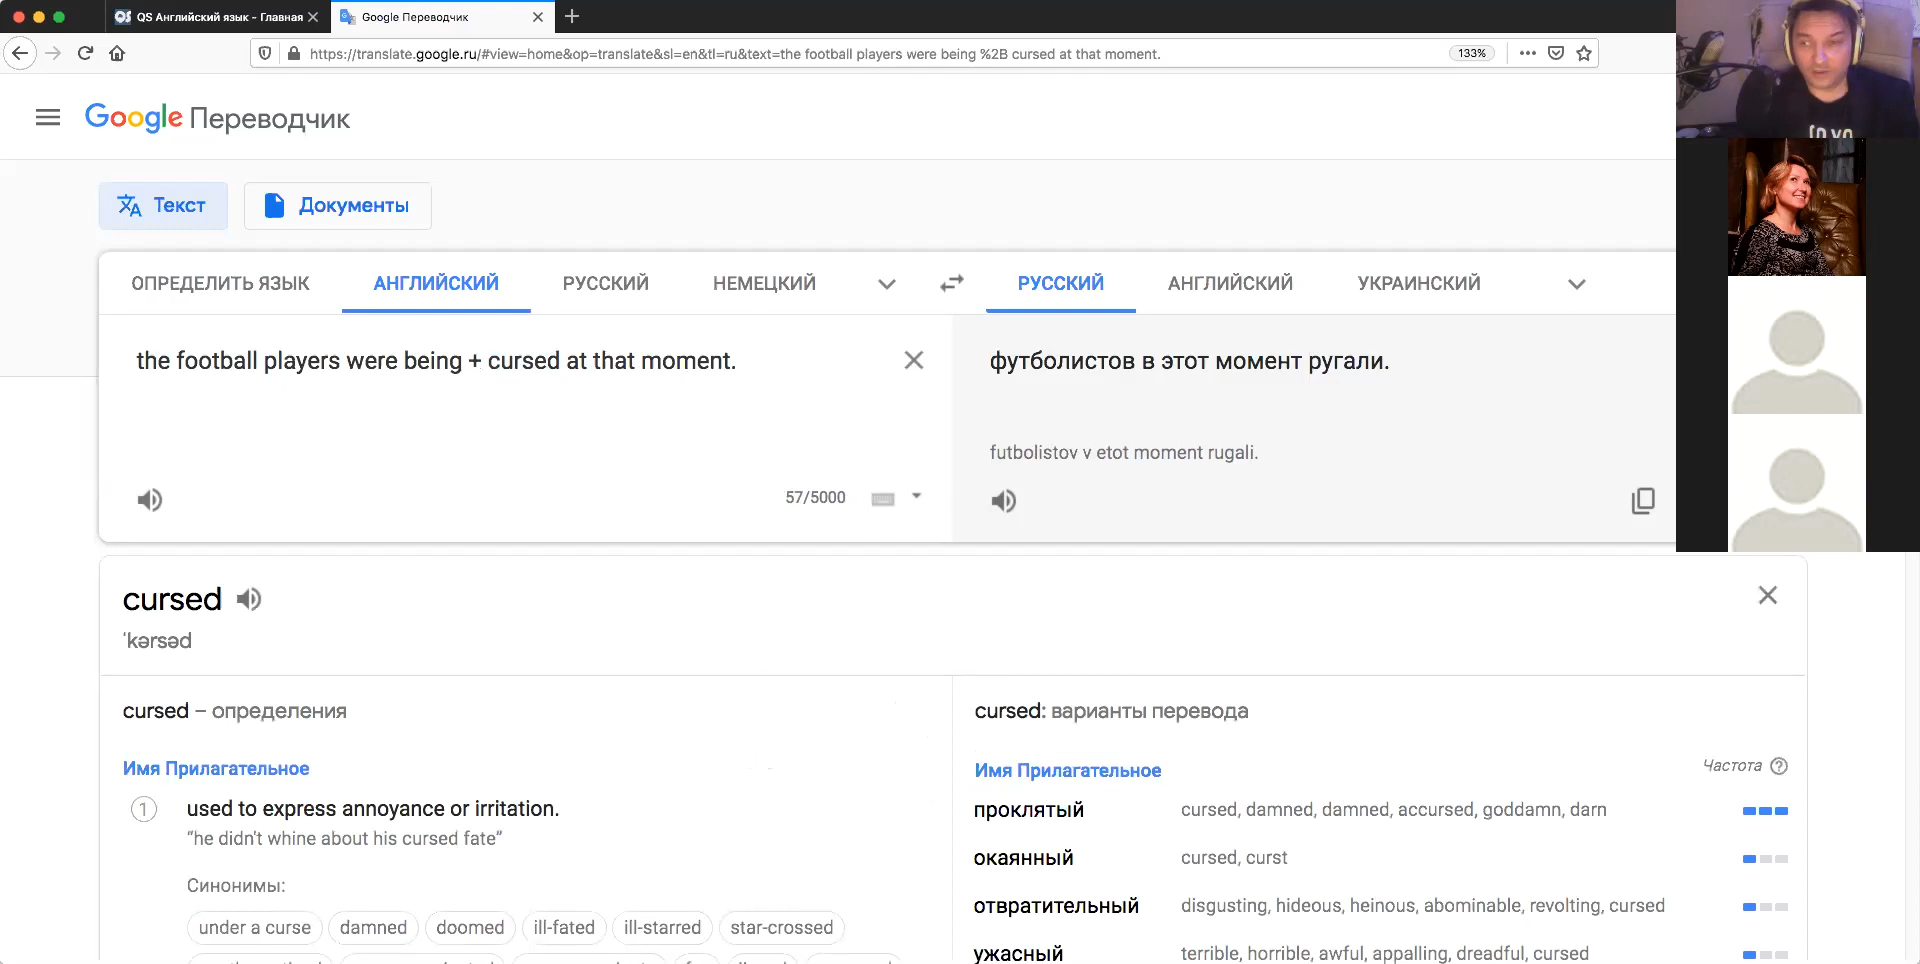 QS Английский язык - Главная
Google Переводчик
https://translate.google.ru/#view=home&op=translate&sl=en&tl=ru&text=the football players were being %2B cursed at that moment.
133%
Google Переводчик
Текст
Документы
ОПРЕДЕЛИТЬ ЯЗЫК
АНГЛИЙСКИЙ
РУССКИЙ
НЕМЕЦКИЙ
РУССКИЙ
АНГЛИЙСКИЙ
УКРАИНСКИЙ
the football players were being + cursed at that moment.
футболистов в этот момент ругали.
futbolistov v etot moment rugali.
57/5000
cursed
ˈkərsəd
cursed – определения
Имя Прилагательное
1 used to express annoyance or irritation.
“he didn't whine about his cursed fate”
Синонимы:
under a curse
damned
doomed
ill-fated
ill-starred
star-crossed
cursed: варианты перевода
Имя Прилагательное
Частота
проклятый cursed, damned, damned, accursed, goddamn, darn
окаянный cursed, curst
отвратительный disgusting, hideous, heinous, abominable, revolting, cursed
ужасный terrible, horrible, awful, appalling, dreadful, cursed